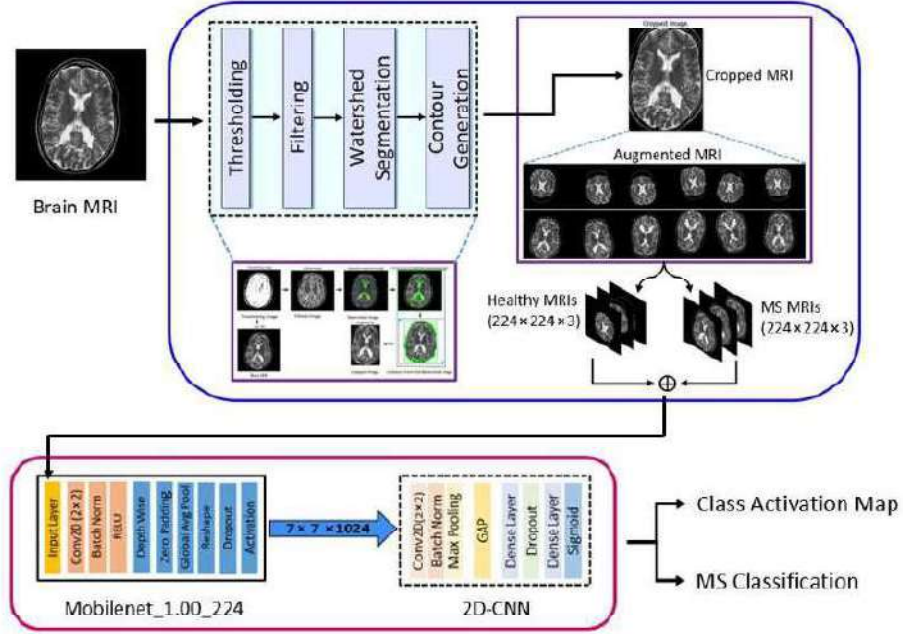 Cropped Image
Cropped MRI
Brain MRI
Thresholding
Filtering
Watershed
Segmentation
Contour
Generation
Augmented MRI
Healthy MRIs
(224×224×3)
MS MRIs
(224×224×3)
Input Layer
Conv2D (2×2)
Batch Norm
RELU
Depth Wise
Zero Padding
Global Avg Pool
Reshape
Dropout
Activation
7× 7 ×1024
Conv2D(2×2)
Batch Norm
Max Pooling
GAP
Dense Layer
Dropout
Dense Layer
Sigmoid
Mobilenet_1.00_224
2D-CNN
Class Activation Map
MS Classification